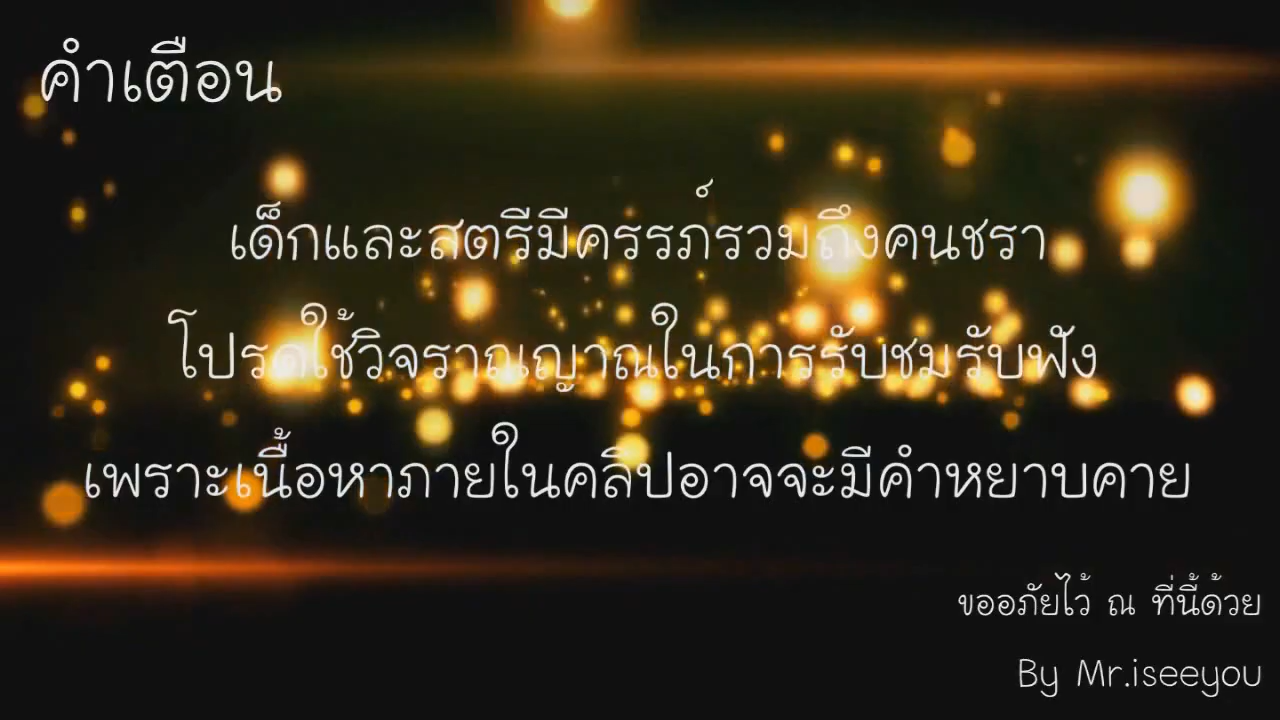 คำเตือน
เด็กและสตรีมีครรภ์รวมถึงคนชรา
โปรดใช้วิจราณญาณในการรับชมรับฟัง
เพราะเนื้อหาภายในคลิปอาจจะมีคำหยาบคาย
ขออภัยไว้ ณ ที่นี้ด้วย
By Mr.iseeyou